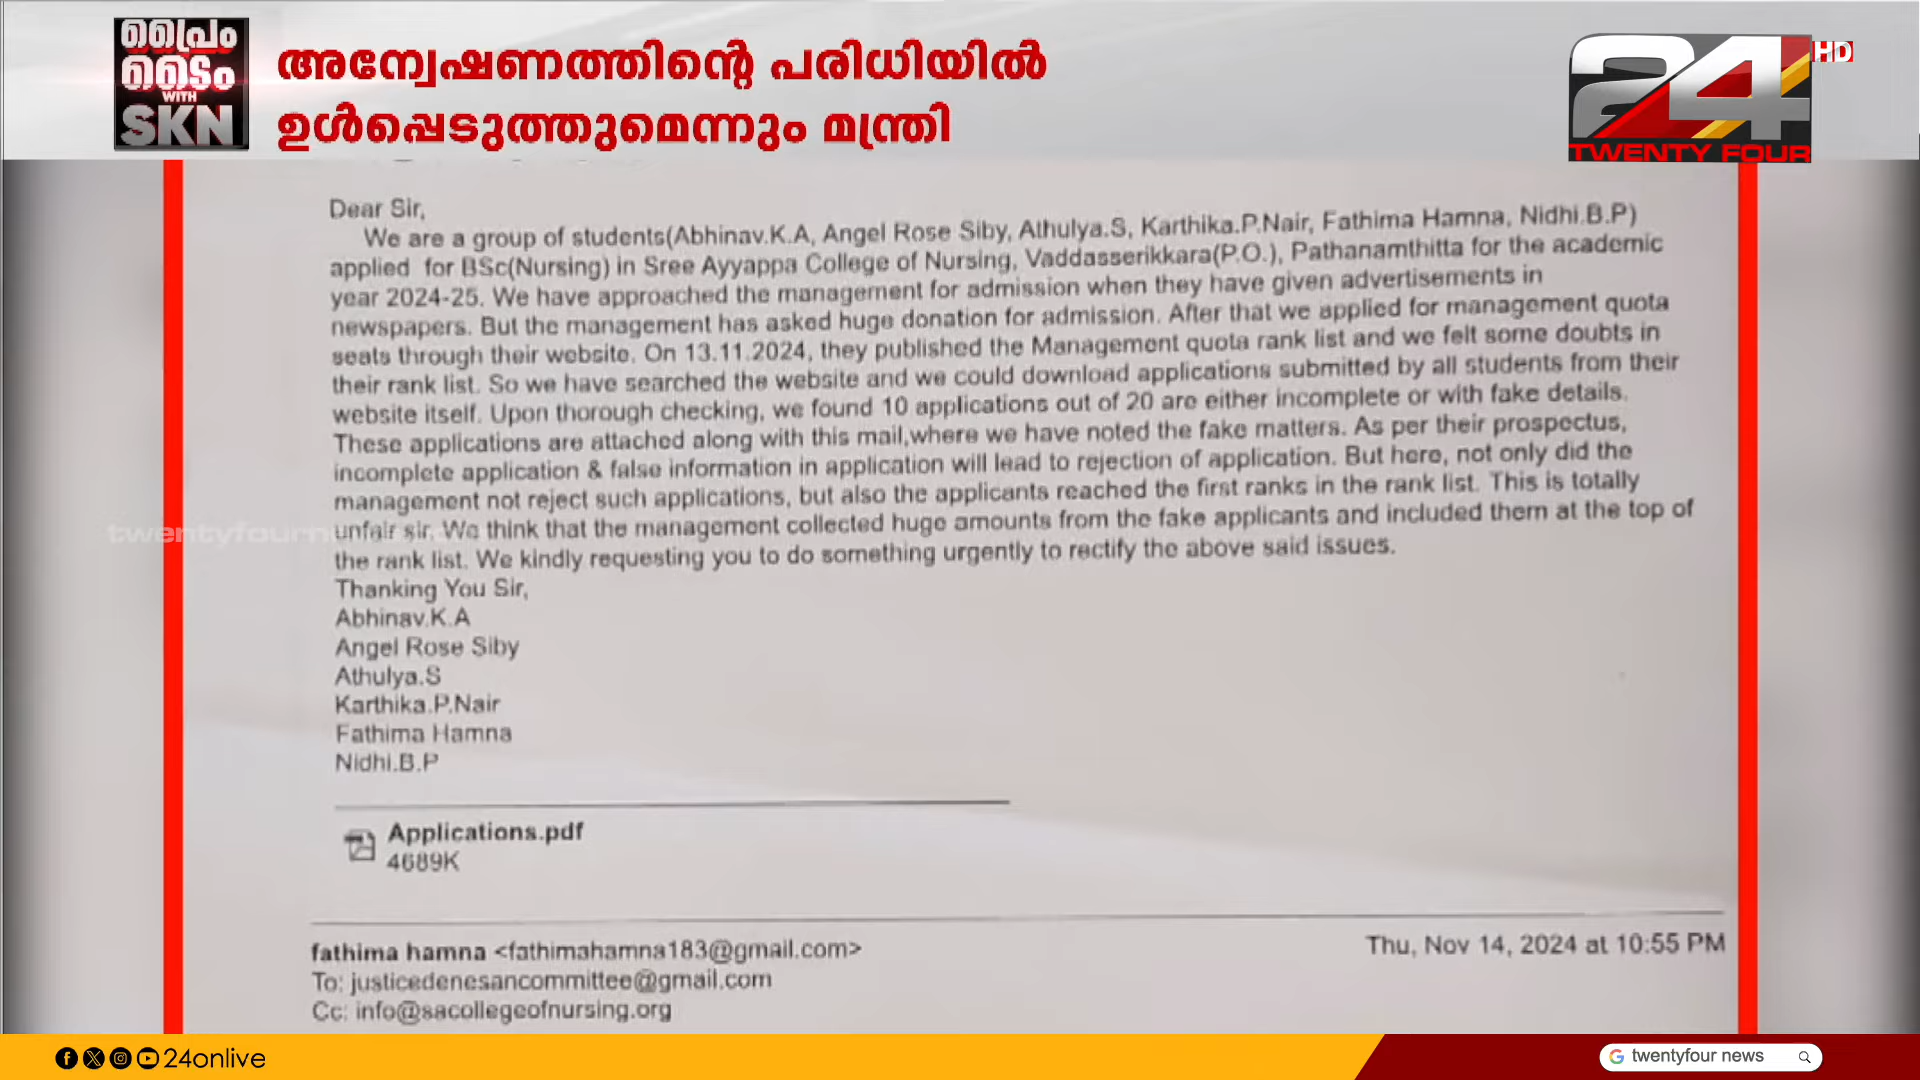 പ്രൈം
ടൈം
WITH
SKN
അന്വേഷണത്തിന്റെ പരിധിയിൽ
ഉൾപ്പെടുത്തുമെന്നും മന്ത്രി
24
HD
TWENTY FOUR
Dear Sir,
We are a group of students(Abhinav.K.A, Angel Rose Siby, Athulya.S, Karthika.P.Nair, Fathima Hamna, Nidhi.B.P)
applied for BSc(Nursing) in Sree Ayyappa College of Nursing, Vaddasserikkara(P.O.), Pathanamthitta for the academic
year 2024-25. We have approached the management for admission when they have given advertisements in
newspapers. But the management has asked huge donation for admission. After that we applied for management quota
seats through their website. On 13.11.2024, they published the Management quota rank list and we felt some doubts in
their rank list. So we have searched the website and we could download applications submitted by all students from their
website itself. Upon thorough checking, we found 10 applications out of 20 are either incomplete or with fake details.
These applications are attached along with this mail,where we have noted the fake matters. As per their prospectus,
incomplete application & false information in application will lead to rejection of application. But here, not only did the
management not reject such applications, but also the applicants reached the first ranks in the rank list. This is totally
unfair sir. We think that the management collected huge amounts from the fake applicants and included them at the top of
the rank list. We kindly requesting you to do something urgently to rectify the above said issues.
Thanking You Sir,
Abhinav.K.A
Angel Rose Siby
Athulya.S
Karthika.P.Nair
Fathima Hamna
Nidhi.B.P
Applications.pdf
4689K
fathima hamna <fathimahamna183@gmail.com>
Thu, Nov 14, 2024 at 10:55 PM
To: justicedenesancommittee@gmail.com
Cc: info@sacollegeofnursing.org
24onlive
twentyfour news